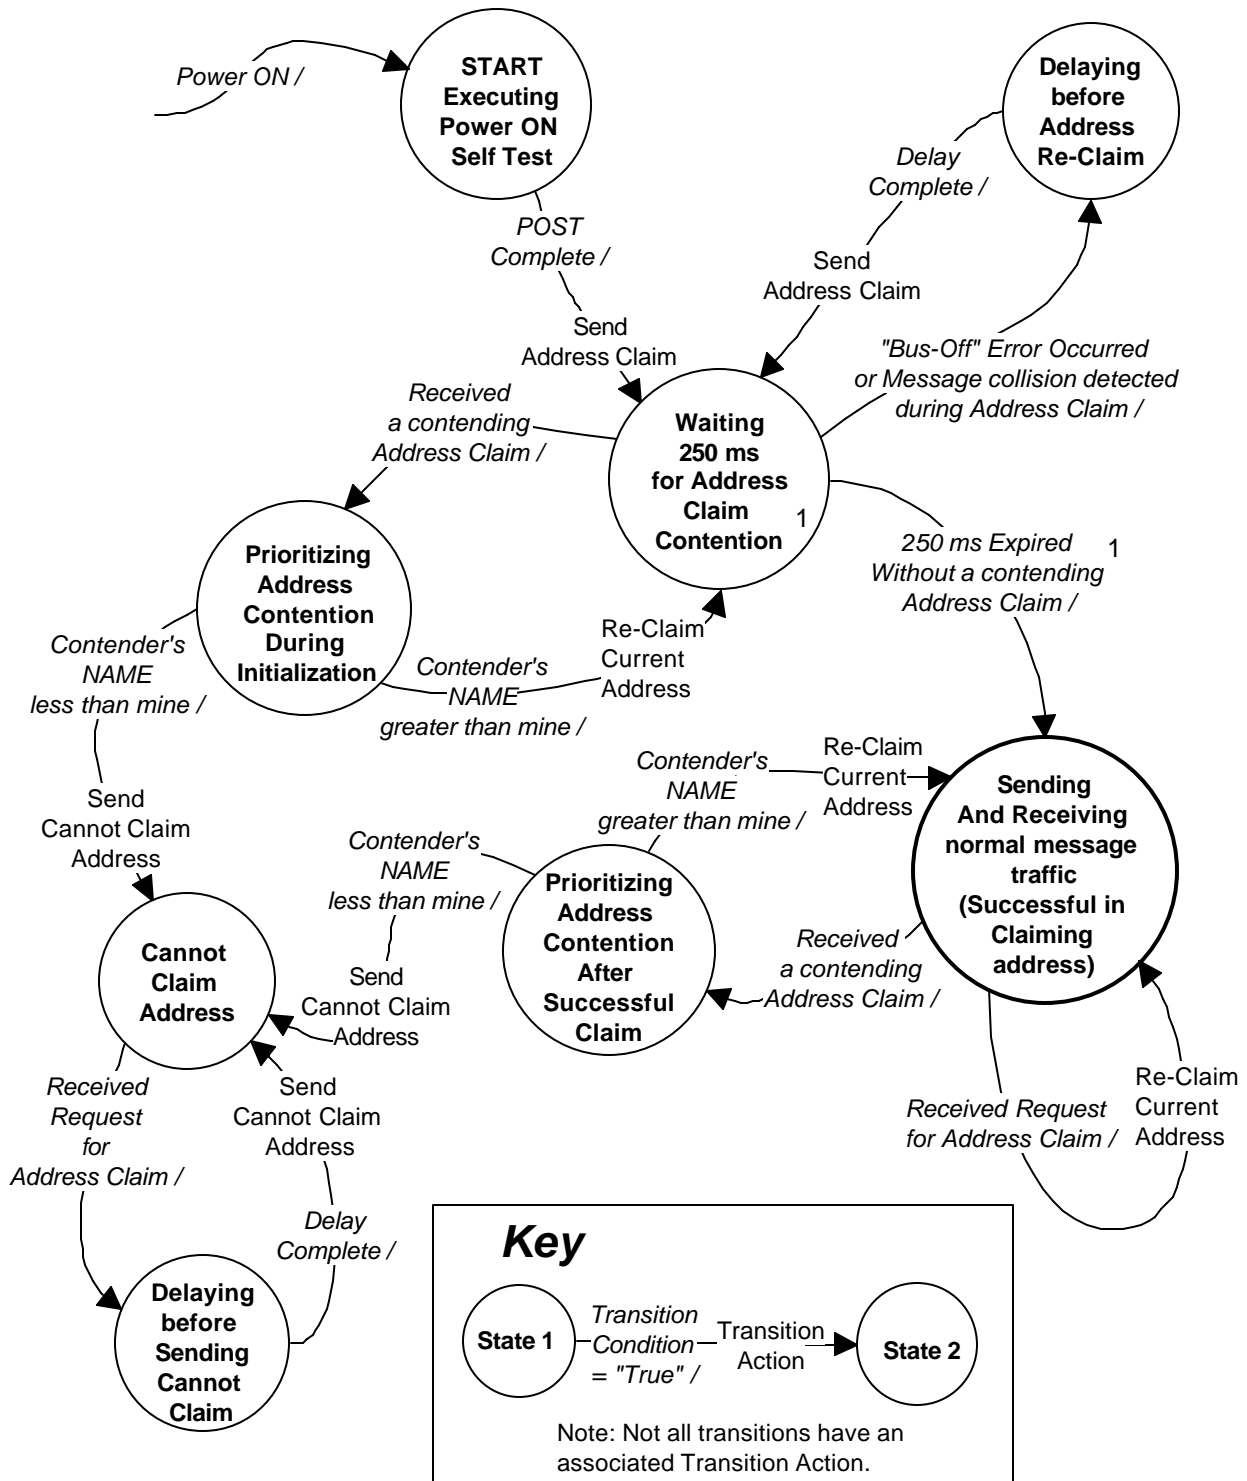 Power ON /
START
Executing
Power ON
Self Test
Delaying
before
Address
Re-Claim
Delay
Complete /
Send
Address Claim
POST
Complete /
Send
Address Claim
"Bus-Off" Error Occurred
or Message collision detected
during Address Claim /
Received
a contending
Address Claim /
Waiting
250 ms
for Address
Claim
Contention
1
250 ms Expired
Without a contending
Address Claim /
1
Prioritizing
Address
Contention
During
Initialization
Contender's
NAME
less than mine /
Contender's
NAME
greater than mine /
Re-Claim
Current
Address
Send
Cannot Claim
Address
Contender's
NAME
greater than mine /
Re-Claim
Current
Address
Sending
And Receiving
normal message
traffic
(Successful in
Claiming
address)
Contender's
NAME
less than mine /
Prioritizing
Address
Contention
After
Successful
Claim
Received
a contending
Address Claim /
Cannot
Claim
Address
Send
Cannot Claim
Address
Received
Request
for
Address Claim /
Send
Cannot Claim
Address
Received Request
for Address Claim /
Re-Claim
Current
Address
Delay
Complete /
Delaying
before
Sending
Cannot
Claim
Key
State 1
Transition
Condition
= "True" /
Transition
Action
State 2
Note: Not all transitions have an
associated Transition Action.